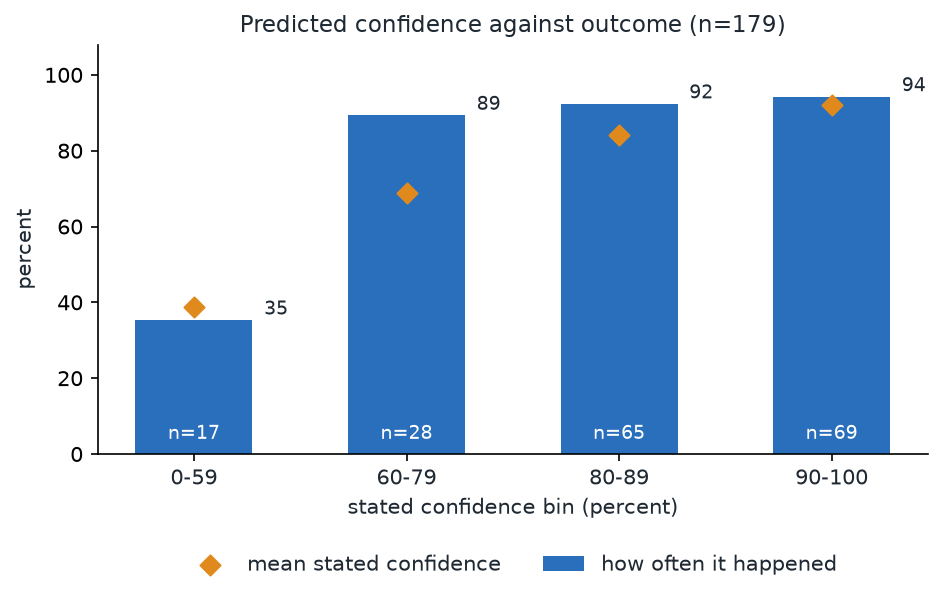 Predicted confidence against outcome (n=179)
percent
100
80
60
40
20
0
35
89
92
94
n=17
n=28
n=65
n=69
0-59
60-79
80-89
90-100
stated confidence bin (percent)
mean stated confidence
how often it happened